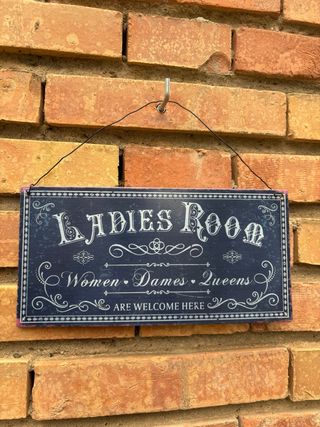 LADIES ROOM
Women • Dames • Queens
ARE WELCOME HERE